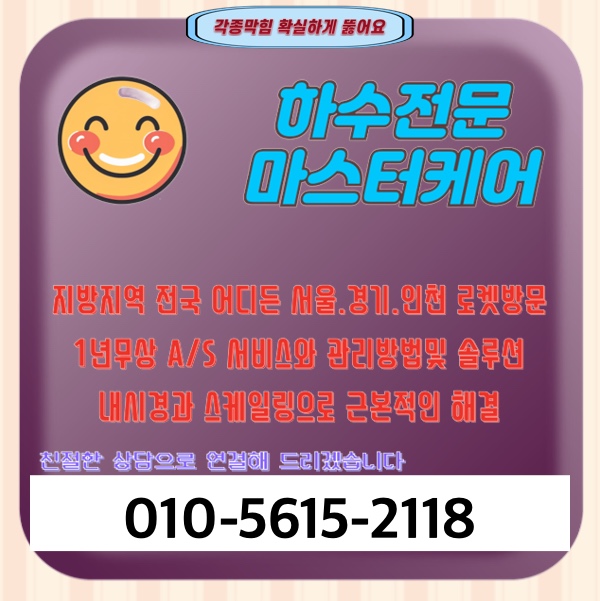 각종막힘 확실하게 뚫어요
하수전문
마스터케어
지방지역 전국 어디든 서울.경기.인천 로켓방문
1년무상 A/S 서비스와 관리방법및 솔루션
내시경과 스케일링으로 근본적인 해결
친절한 상담으로 연결해 드리겠습니다
010-5615-2118